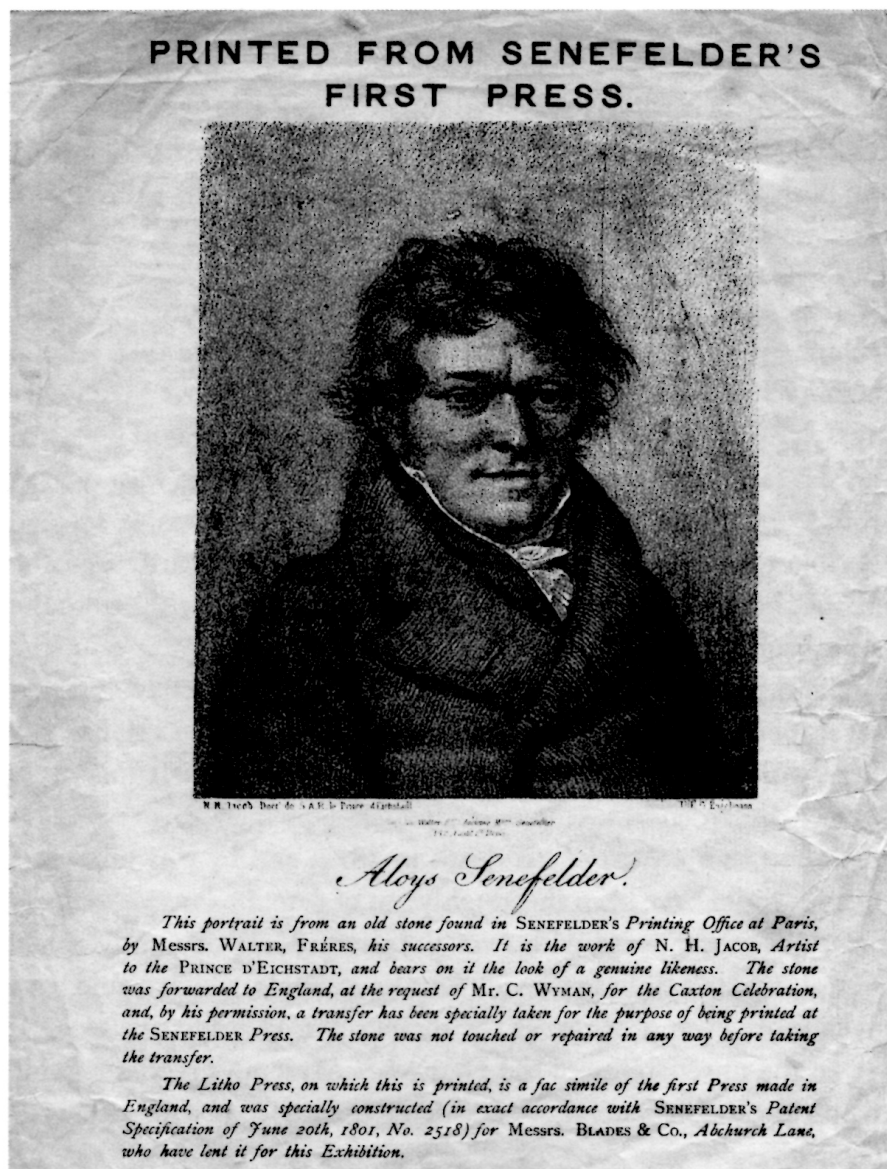 PRINTED FROM SENEFELDER'S
FIRST PRESS.
N. H. Jacob
Aloys Senefelder.
This portrait is from an old stone found in SENEFELDER'S Printing Office at Paris,
by Messrs. WALTER, FRÉRES, his successors. It is the work of N. H. JACOB, Artist
to the PRINCE D'EICHSTADT, and bears on it the look of a genuine likeness. The stone
was forwarded to England, at the request of Mr. C. WYMAN, for the Caxton Celebration,
and, by his permission, a transfer has been specially taken for the purpose of being printed at
the SENEFELDER Press. The stone was not touched or repaired in any way before taking
the transfer.
The Litho Press, on which this is printed, is a fac simile of the first Press made in
England, and was specially constructed (in exact accordance with SENEFELDER'S Patent
Specification of June 20th, 1801, No. 2518) for Messrs. BLADES & CO., Abchurch Lane,
who have lent it for this Exhibition.